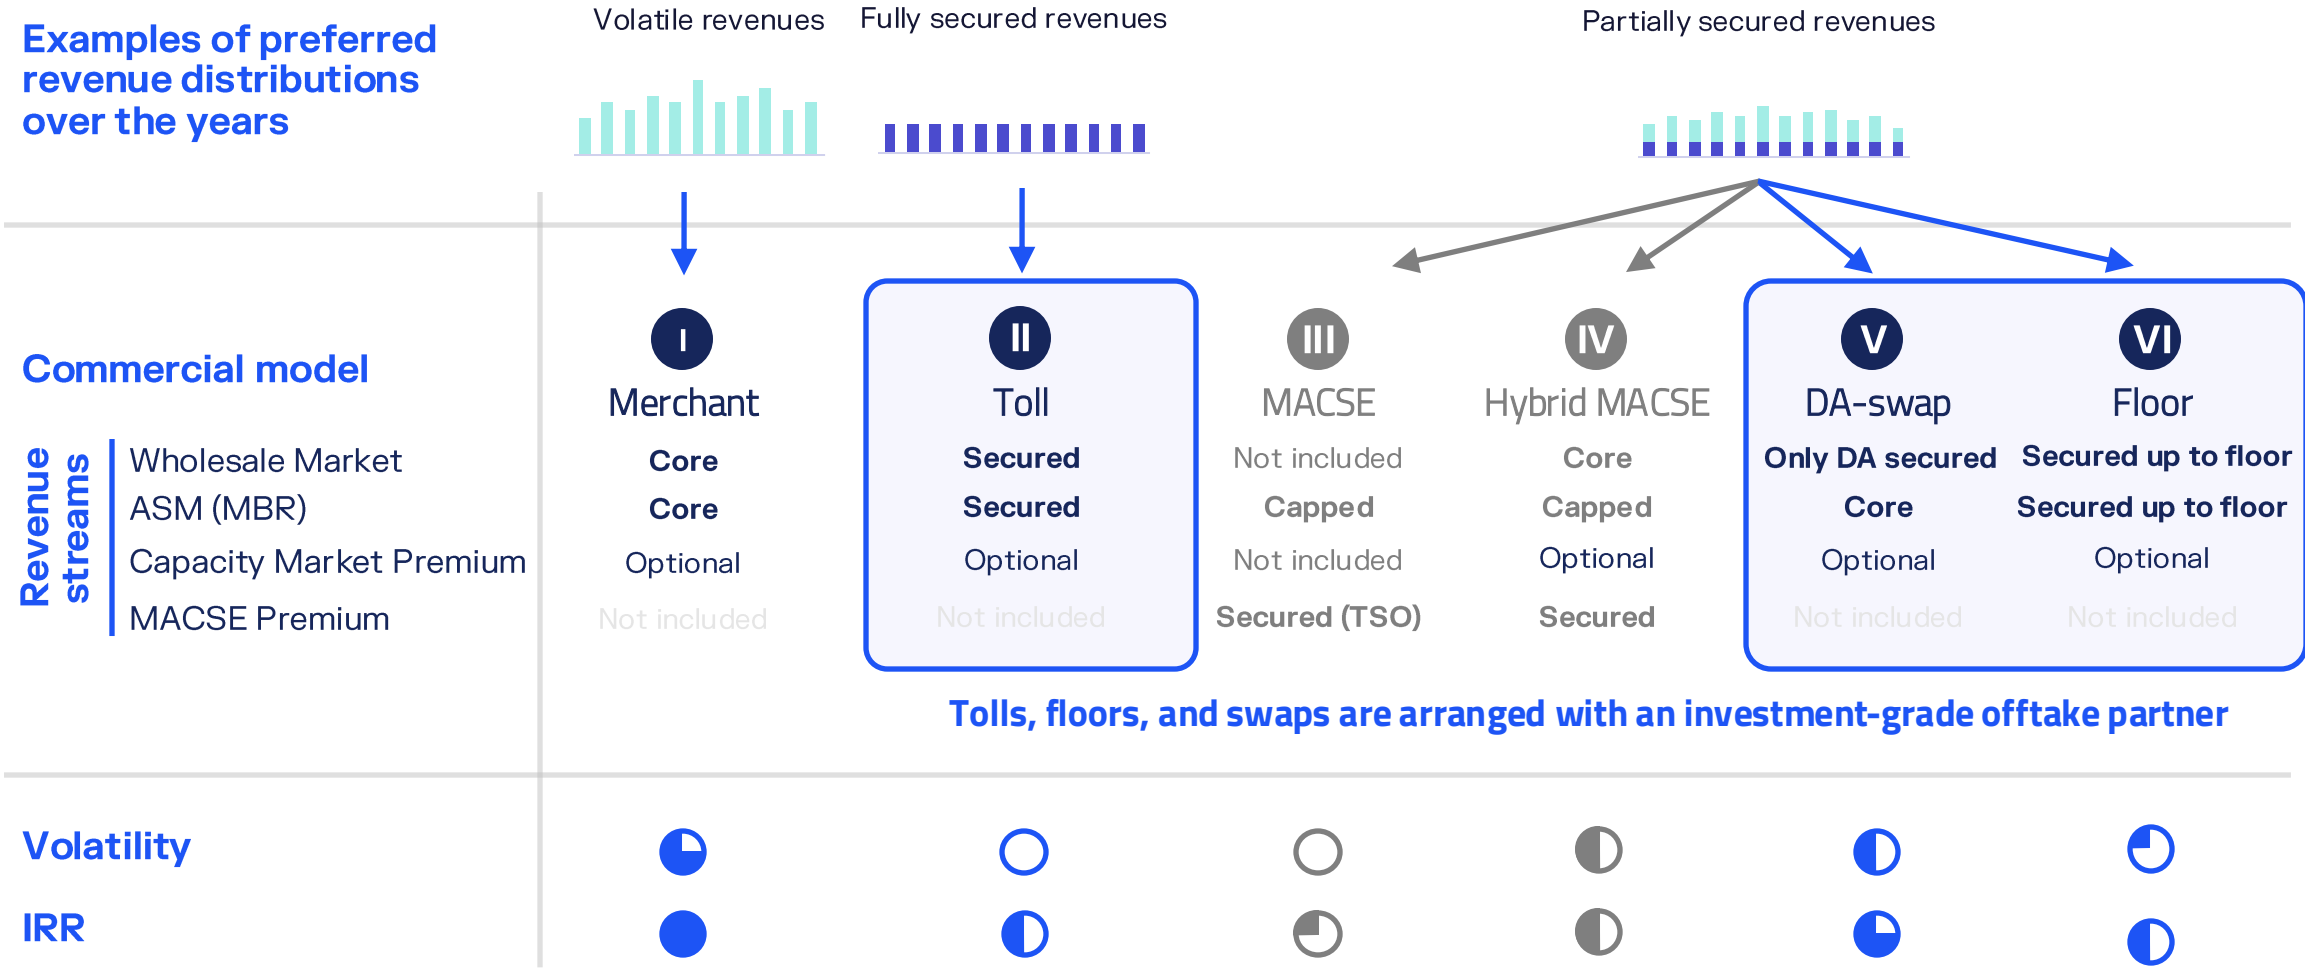 Volatile revenues
Fully secured revenues
Partially secured revenues
Examples of preferred
revenue distributions
over the years
Commercial model
I
II
III
IV
V
VI
Merchant
Toll
MACSE
Hybrid MACSE
DA-swap
Floor
Revenue
streams
Wholesale Market
Core
Secured
Not included
Core
Only DA secured
Secured up to floor
ASM (MBR)
Core
Secured
Capped
Capped
Core
Secured up to floor
Capacity Market Premium
Optional
Optional
Not included
Optional
Optional
Optional
MACSE Premium
Not included
Not included
Secured (TSO)
Secured
Not included
Not included
Tolls, floors, and swaps are arranged with an investment-grade offtake partner
Volatility
IRR